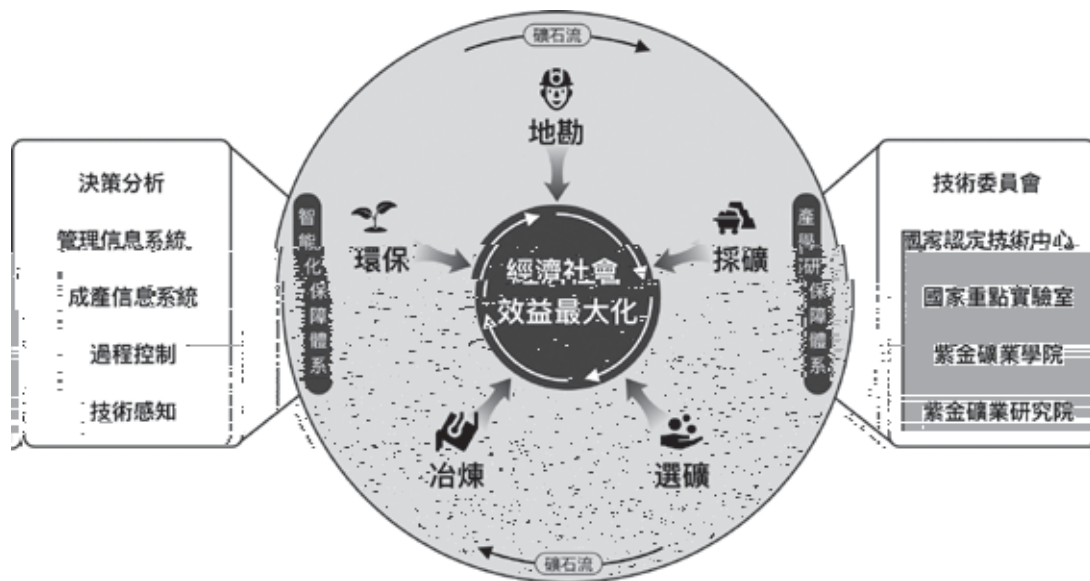 礦石流
地勘
決策分析
管理信息系統
成產信息系統
過程控制
技術感知
智能化保障體系
環保
經濟社會
效益最大化
採礦
冶煉
選礦
產學研保障體系
技術委員會
國家認定技術中心
國家重點實驗室
紫金礦業學院
紫金礦業研究院
礦石流